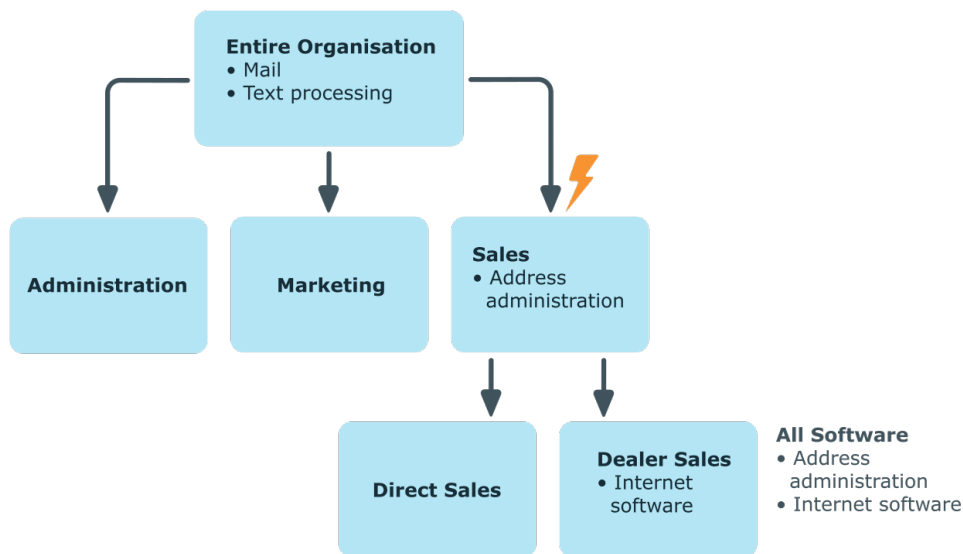 Entire Organisation
• Mail
• Text processing
Administration
Marketing
Sales
• Address
administration
Direct Sales
Dealer Sales
• Internet
software
All Software
• Address
administration
• Internet software